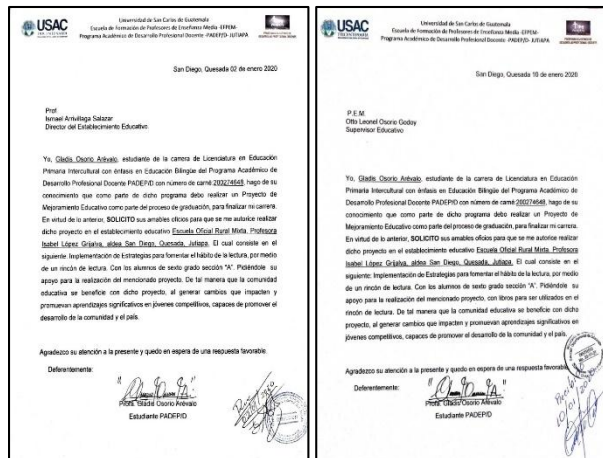 USAC
Universidad de San Carlos de Guatemala
Escuela de Formación de Profesores de Enseñanza Media -EFPEM-
Programa Académico de Desarrollo Profesional Docente -PADEP/D- JUTIAPA
San Diego, Quesada 02 de enero 2020
Prof.
Ismael Arrivillaga Salazar
Director del Establecimiento Educativo
Yo, Gladis Osorio Arévalo, estudiante de la carrera de Licenciatura en Educación
Primaria Intercultural con énfasis en Educación Bilingüe del Programa Académico de
Desarrollo Profesional Docente PADEP/D con número de carné 200274648, hago de su
conocimiento que como parte de dicho programa debo realizar un Proyecto de
Mejoramiento Educativo como parte del proceso de graduación, para finalizar mi carrera.
En virtud de lo anterior, SOLICITO sus amables oficios para que se me autorice realizar
dicho proyecto en el establecimiento educativo Escuela Oficial Rural Mixta, Profesora
Isabel López Grijalva, aldea San Diego, Quesada, Jutiapa. El cual consiste en el
siguiente: Implementación de Estrategias para fomentar el hábito de la lectura, por medio
de un rincón de lectura. Con los alumnos de sexto grado sección "A". Pidiéndole su
apoyo para la realización del mencionado proyecto. De tal manera que la comunidad
educativa se beneficie con dicho proyecto, al generar cambios que impacten y
promuevan aprendizajes significativos en jóvenes competitivos, capaces de promover el
desarrollo de la comunidad y el país.
Agradezco su atención a la presente y quedo en espera de una respuesta favorable.
Deferentemente:
Profa. Gladis Osorio Arévalo
Estudiante PADEP/D
USAC
Universidad de San Carlos de Guatemala
Escuela de Formación de Profesores de Enseñanza Media -EFPEM-
Programa Académico de Desarrollo Profesional Docente -PADEP/D- JUTIAPA
San Diego, Quesada 10 de enero 2020
P.E.M.
Otto Leonel Osorio Godoy
Supervisor Educativo
Yo, Gladis Osorio Arévalo, estudiante de la carrera de Licenciatura en Educación
Primaria Intercultural con énfasis en Educación Bilingüe del Programa Académico de
Desarrollo Profesional Docente PADEP/D con número de carné 200274648, hago de su
conocimiento que como parte de dicho programa debo realizar un Proyecto de
Mejoramiento Educativo como parte del proceso de graduación, para finalizar mi carrera.
En virtud de lo anterior, SOLICITO sus amables oficios para que se me autorice realizar
dicho proyecto en el establecimiento educativo Escuela Oficial Rural Mixta, Profesora
Isabel López Grijalva, aldea San Diego, Quesada, Jutiapa. El cual consiste en el
siguiente: Implementación de Estrategias para fomentar el hábito de la lectura, por medio
de un rincón de lectura. Con los alumnos de sexto grado sección "A". Pidiéndole su
apoyo para la realización del mencionado proyecto, con libros para ser utilizados en el
rincón de lectura. De tal manera que la comunidad educativa se beneficie con dicho
proyecto, al generar cambios que impacten y promuevan aprendizajes significativos en
jóvenes competitivos, capaces de promover el desarrollo de la comunidad y el país.
Agradezco su atención a la presente y quedo en espera de una respuesta favorable.
Deferentemente:
Profa. Gladis Osorio Arévalo
Estudiante PADEP/D